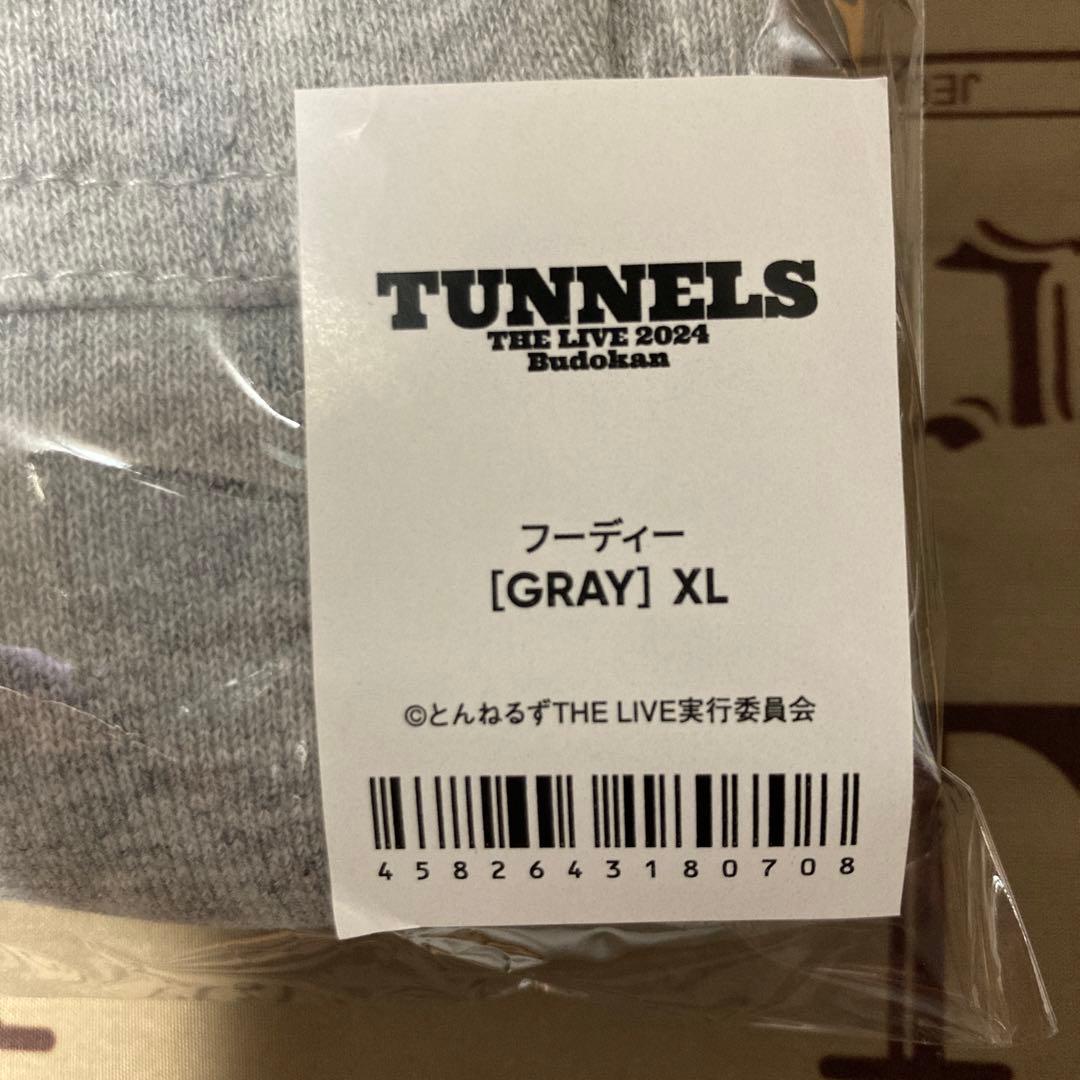 TUNNELS
THE LIVE 2024
Budokan
フーディー
[GRAY] XL
©とんねるずTHE LIVE実行委員会
4582643180708